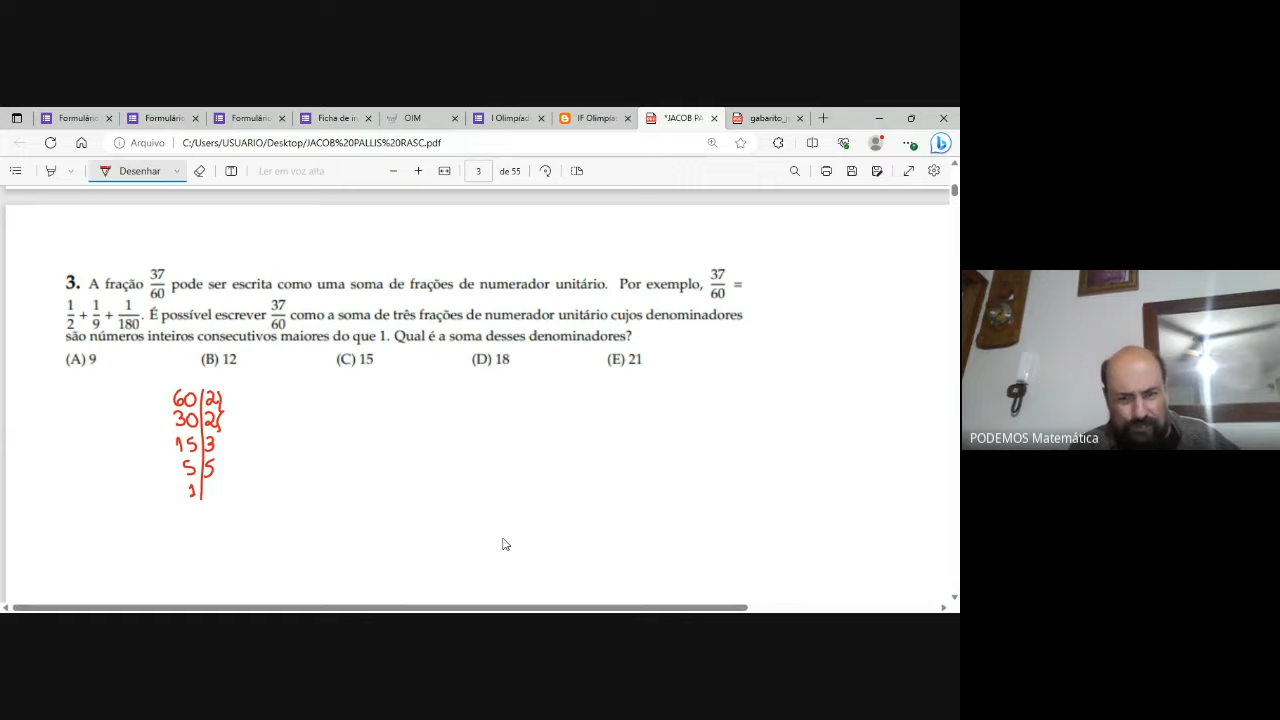 Formulário
Formulário
Formulário
Ficha de in
OIM
I Olimpíad
IF Olimpía
*JACOB PA
gabarito_j
Arquivo
C:/Users/USUARIO/Desktop/JACOB%20PALLIS%20RASC.pdf
Desenhar
Ler em voz alta
3
de 55
3. A fração 37/60 pode ser escrita como uma soma de frações de numerador unitário. Por exemplo, 37/60 =
1/2 + 1/9 + 1/180. É possível escrever 37/60 como a soma de três frações de numerador unitário cujos denominadores
são números inteiros consecutivos maiores do que 1. Qual é a soma desses denominadores?
(A) 9 (B) 12 (C) 15 (D) 18 (E) 21
60 | 2
30 | 2
15 | 3
5 | 5
1
PODEMOS Matemática